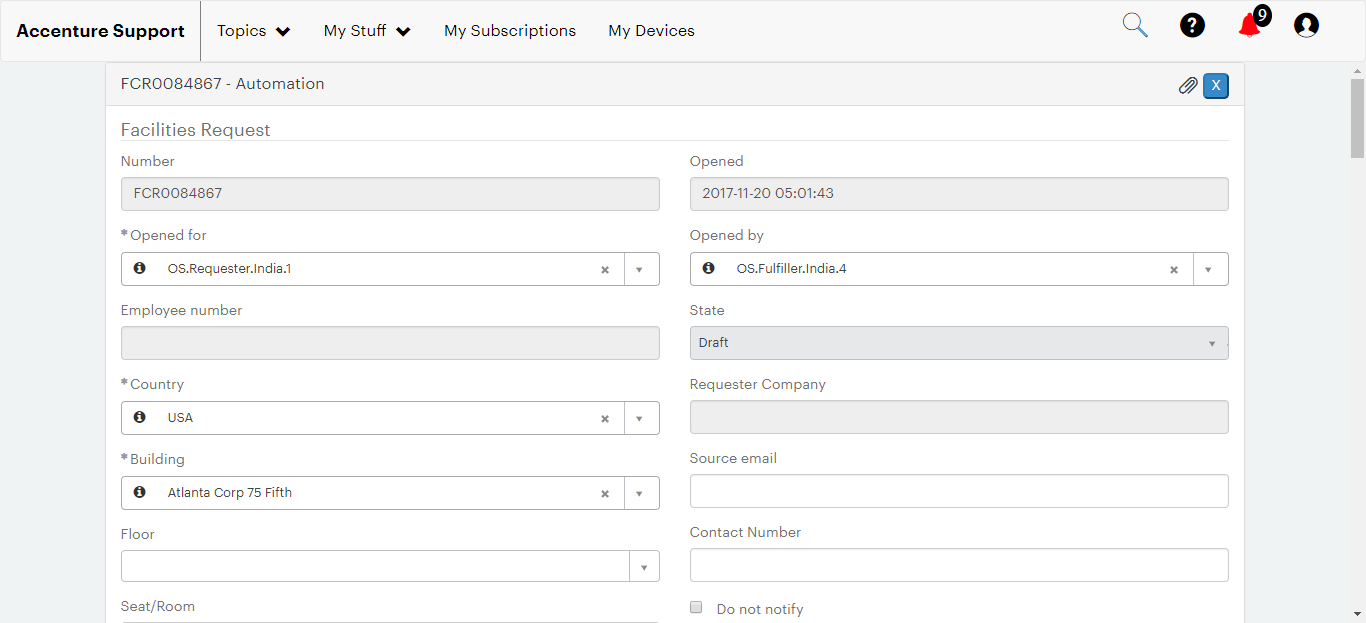 Accenture Support
Topics
My Stuff
My Subscriptions
My Devices
?
9
FCR0084867 - Automation
X
Facilities Request
Number
FCR0084867
Opened
2017-11-20 05:01:43
* Opened for
OS.Requester.India.1
Opened by
OS.Fulfiller.India.4
Employee number
State
Draft
* Country
USA
Requester Company
* Building
Atlanta Corp 75 Fifth
Source email
Floor
Contact Number
Seat/Room
Do not notify